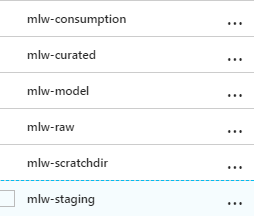 mlw-consumption ...
mlw-curated ...
mlw-model ...
mlw-raw ...
mlw-scratchdir ...
mlw-staging ...